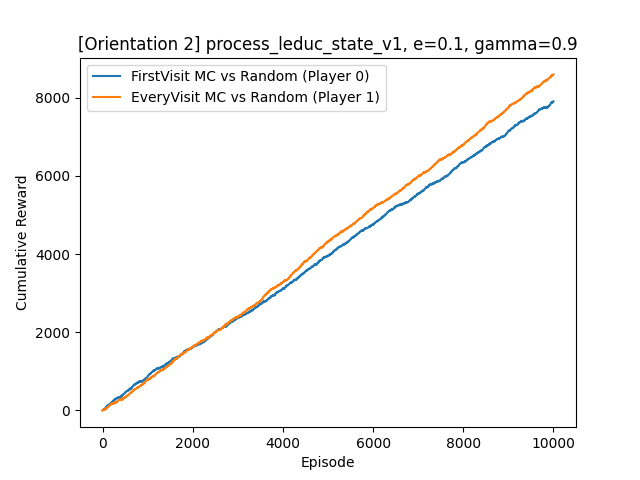 [Orientation 2] process_leduc_state_v1, e=0.1, gamma=0.9
FirstVisit MC vs Random (Player 0)
EveryVisit MC vs Random (Player 1)
8000
6000
4000
2000
0
Cumulative Reward
0 2000 4000 6000 8000 10000
Episode